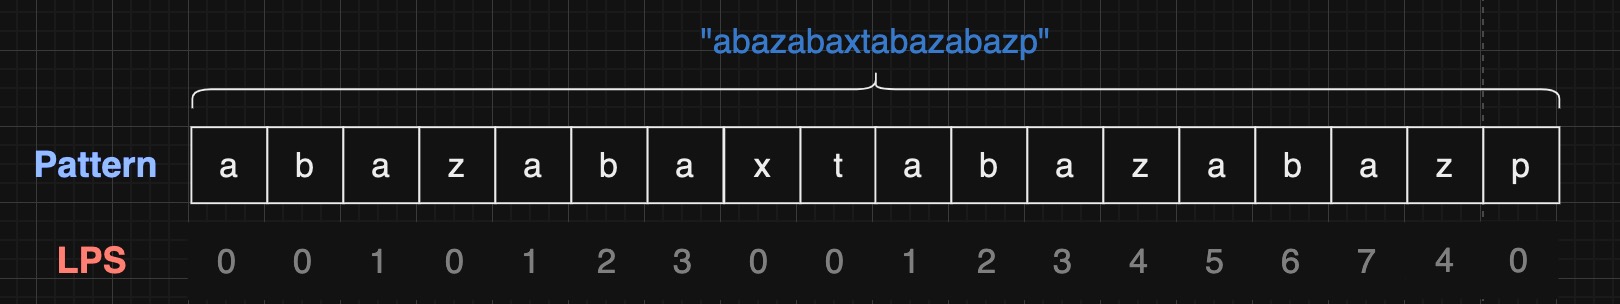 "abazabaxtabazabazp"
Pattern a b a z a b a x t a b a z a b a z p
LPS 0 0 1 0 1 2 3 0 0 1 2 3 4 5 6 7 4 0